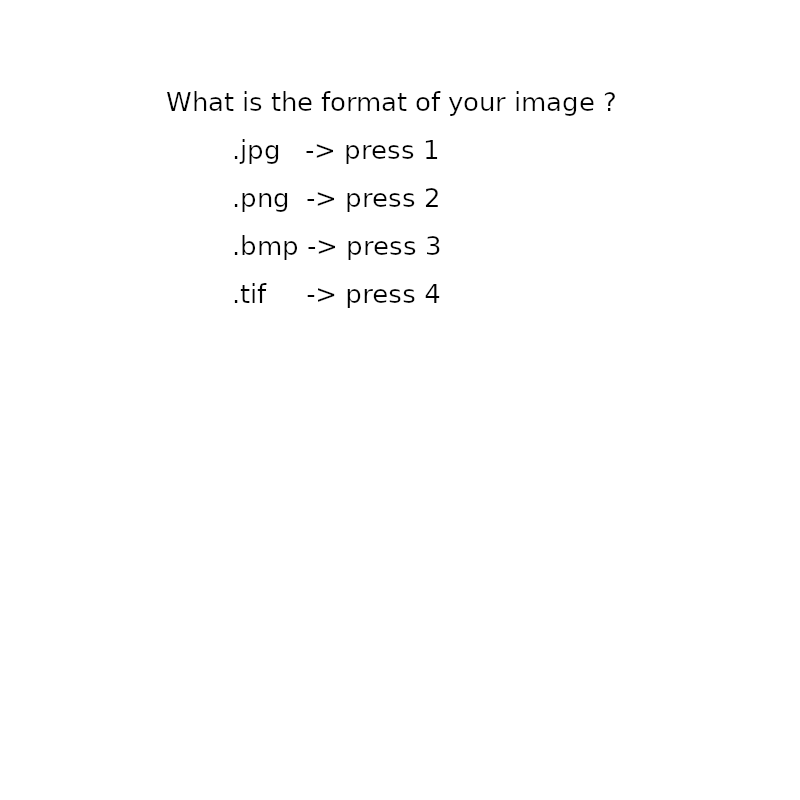 What is the format of your image ?
.jpg -> press 1
.png -> press 2
.bmp -> press 3
.tif -> press 4